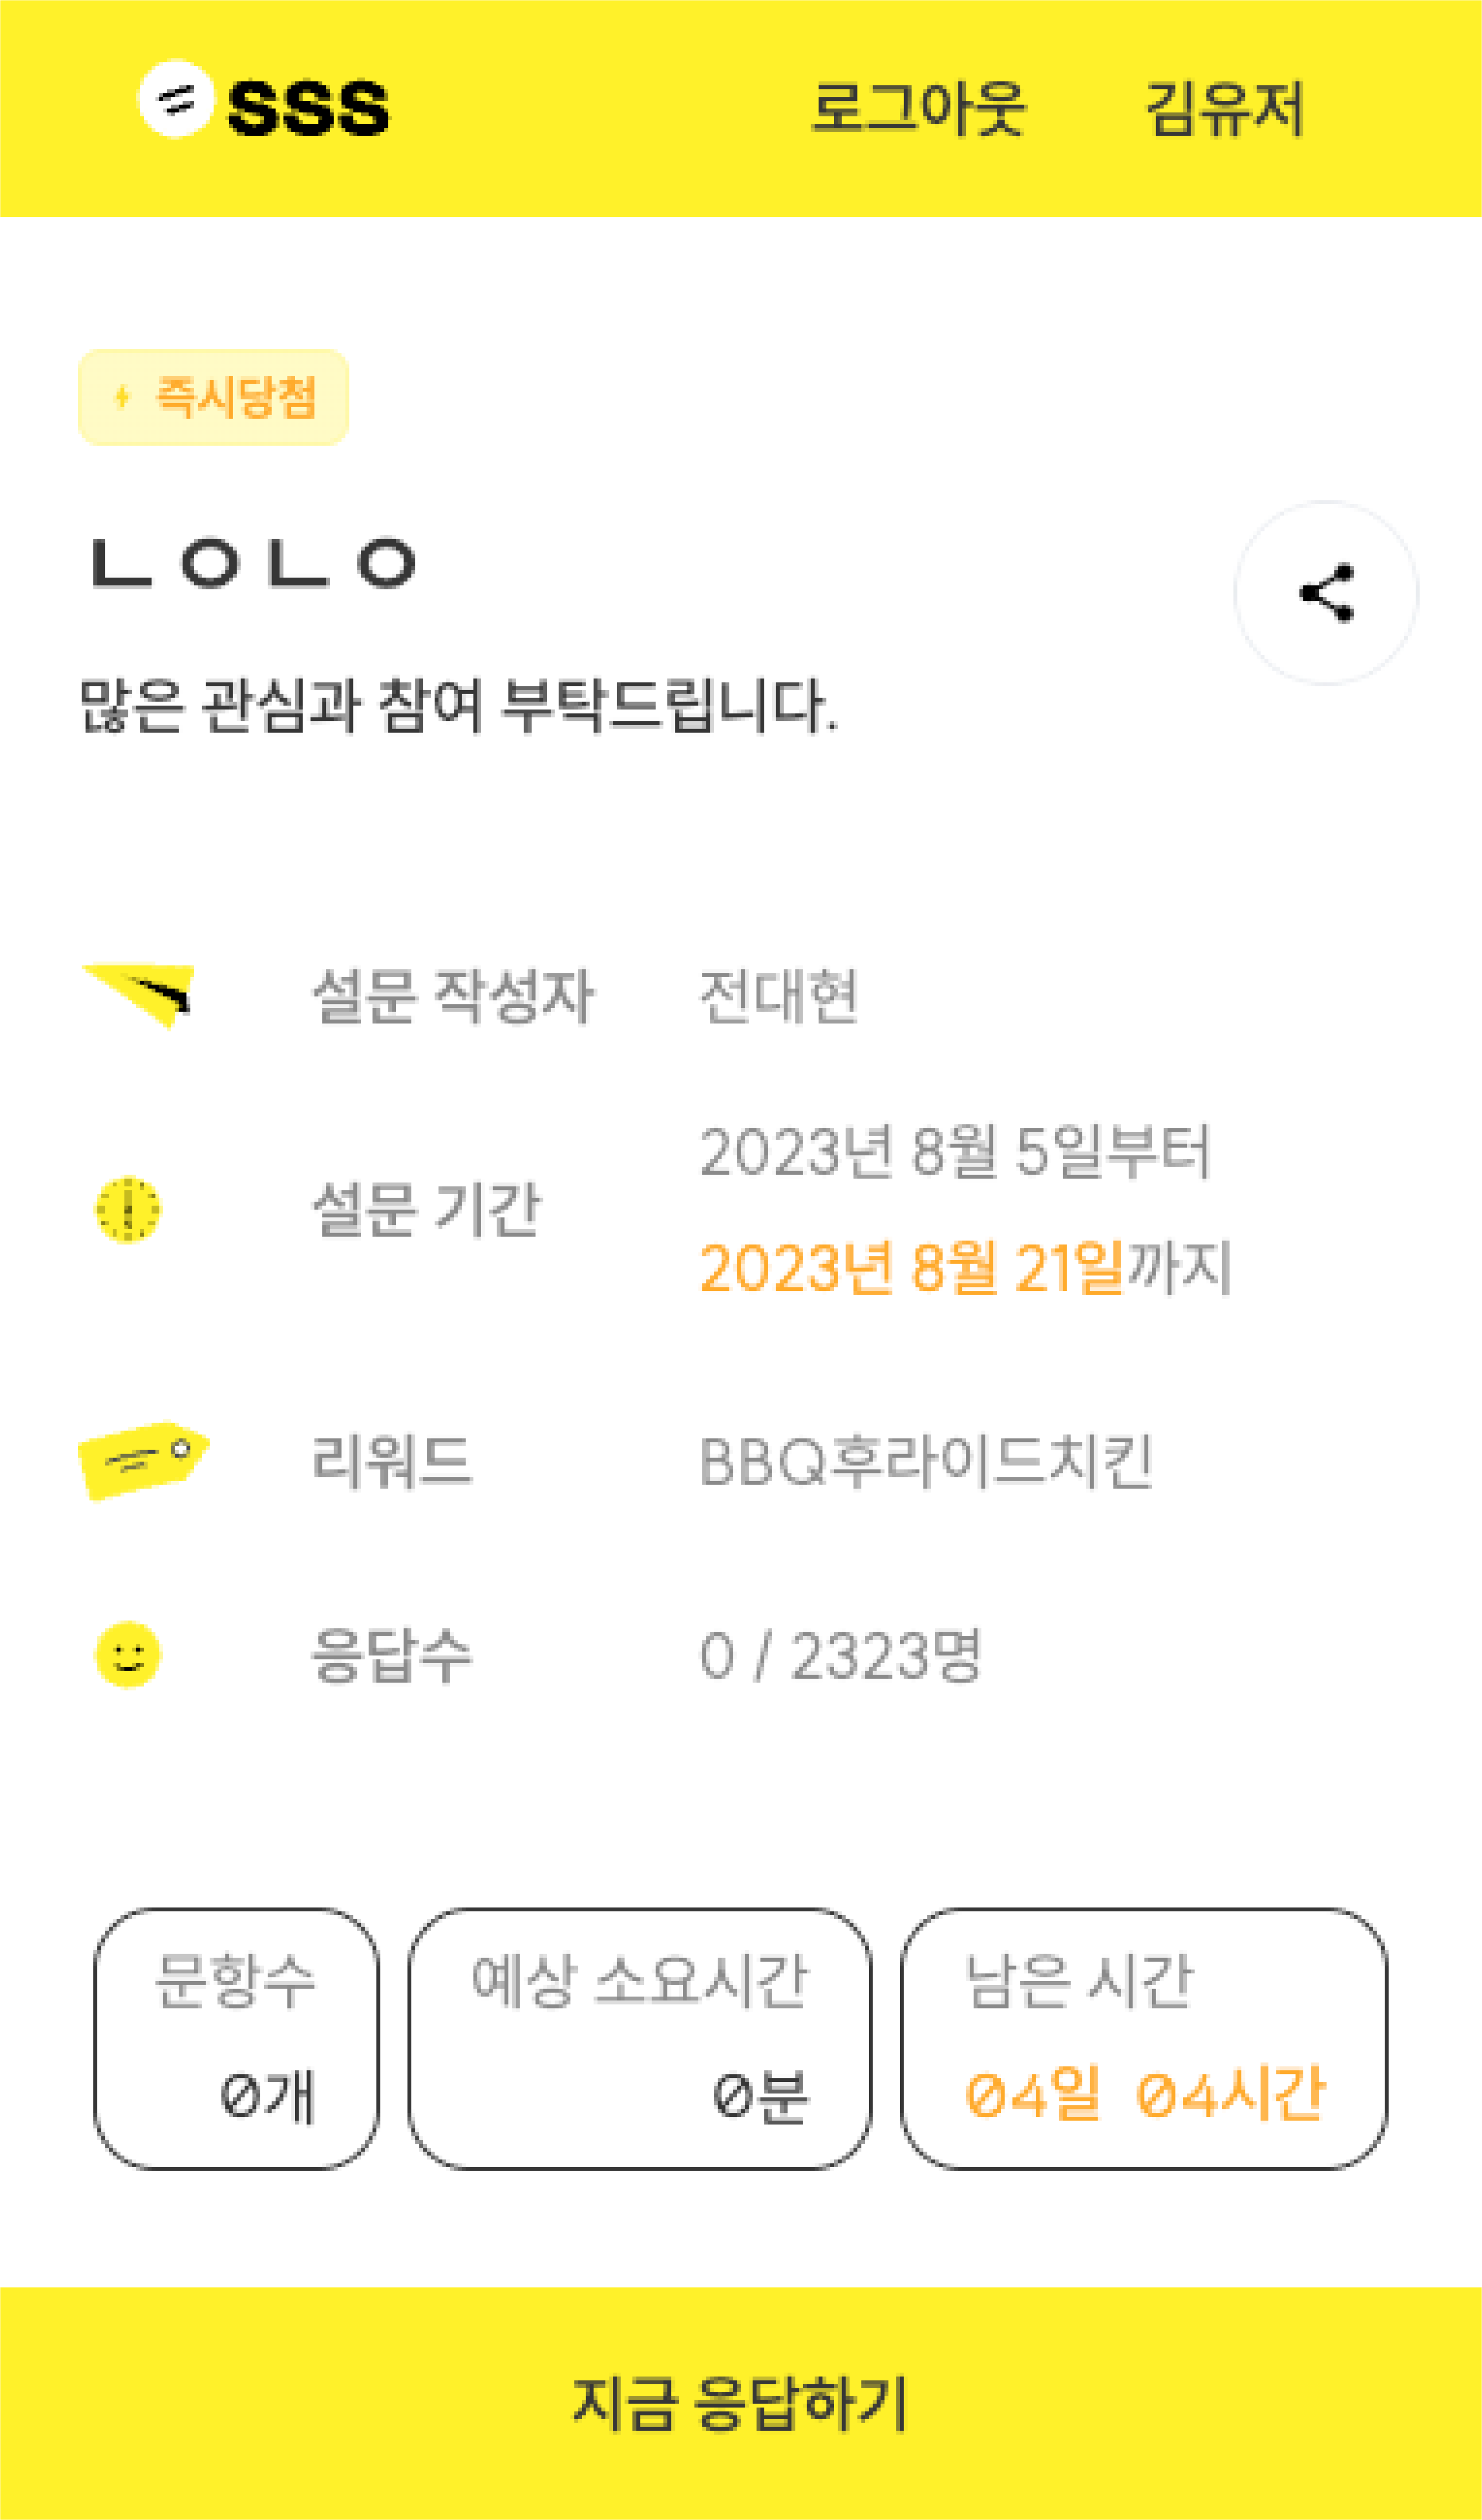 sss 로그아웃 김유저
즉시당첨
ㄴㅇㄴㅇ
많은 관심과 참여 부탁드립니다.
설문 작성자 전대현
설문 기간 2023년 8월 5일부터
2023년 8월 21일까지
리워드 BBQ후라이드치킨
응답수 0 / 2323명
문항수 예상 소요시간 남은 시간
0개 0분 04일 04시간
지금 응답하기